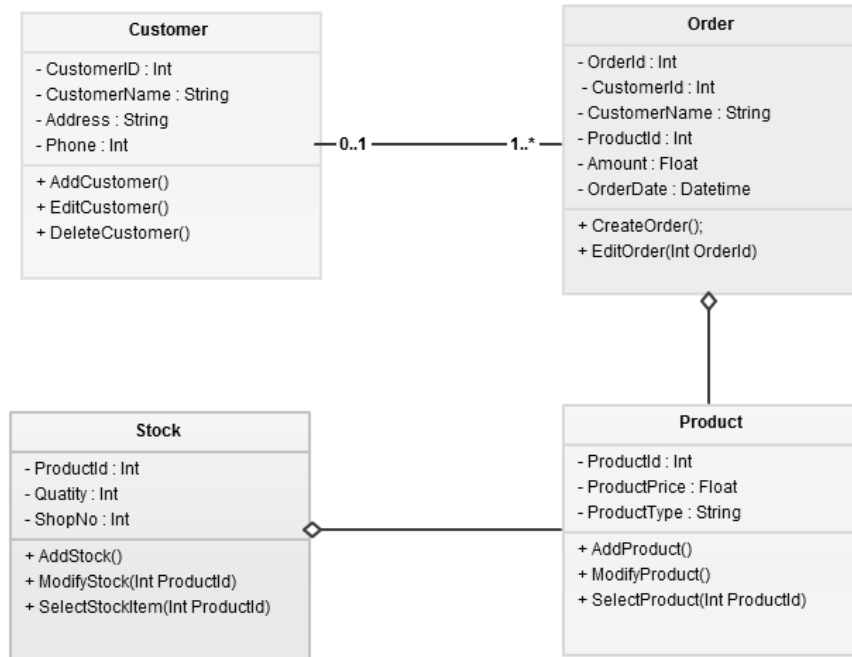 Customer
- CustomerID : Int
- CustomerName : String
- Address : String
- Phone : Int
+ AddCustomer()
+ EditCustomer()
+ DeleteCustomer()
0..1
1..*
Order
- OrderId : Int
- CustomerId : Int
- CustomerName : String
- ProductId : Int
- Amount : Float
- OrderDate : Datetime
+ CreateOrder();
+ EditOrder(Int OrderId)
Stock
- ProductId : Int
- Quatity : Int
- ShopNo : Int
+ AddStock()
+ ModifyStock(Int ProductId)
+ SelectStockItem(Int ProductId)
Product
- ProductId : Int
- ProductPrice : Float
- ProductType : String
+ AddProduct()
+ ModifyProduct()
+ SelectProduct(Int ProductId)